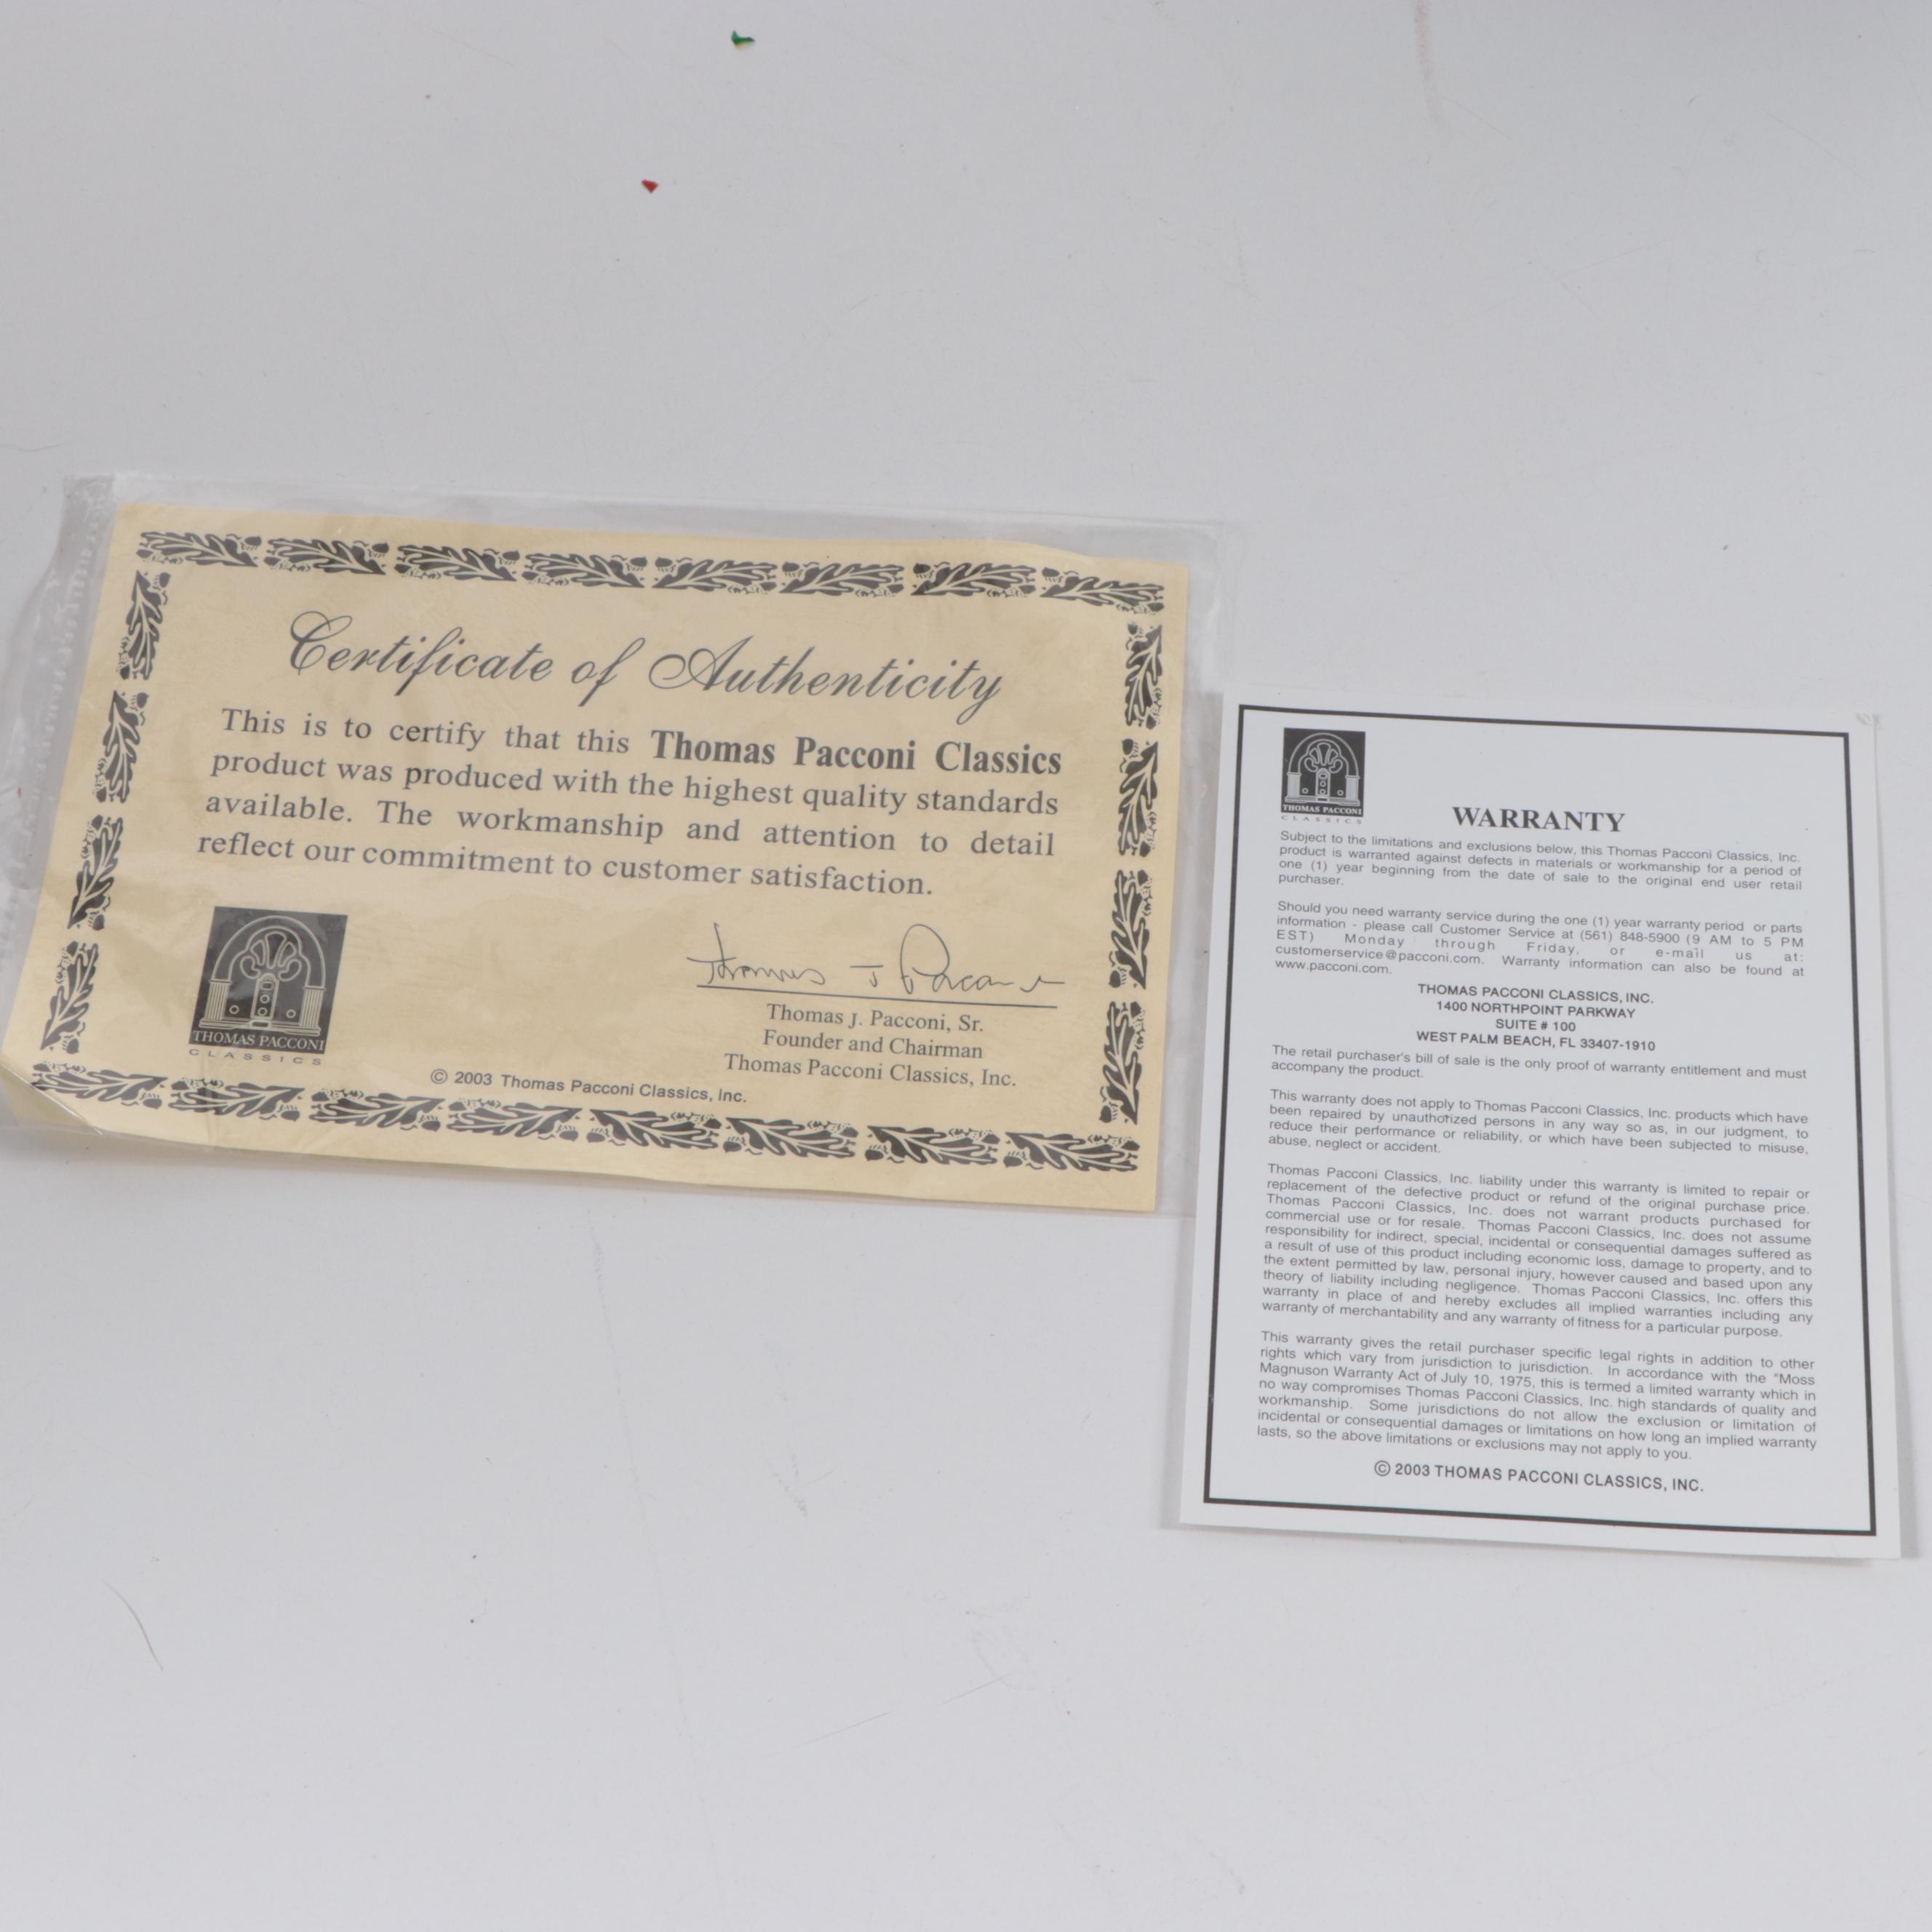 Certificate of Authenticity
This is to certify that this Thomas Pacconi Classics
product was produced with the highest quality standards
available. The workmanship and attention to detail
reflect our commitment to customer satisfaction.
THOMAS PACCONI
CLASSICS
Thomas J Pacconi
Thomas J. Pacconi, Sr.
Founder and Chairman
Thomas Pacconi Classics, Inc.
© 2003 Thomas Pacconi Classics, Inc.
THOMAS PACCONI
CLASSICS
WARRANTY
Subject to the limitations and exclusions below, this Thomas Pacconi Classics, Inc.
product is warranted against defects in materials or workmanship for a period of
one (1) year beginning from the date of sale to the original end user retail
purchaser.
Should you need warranty service during the one (1) year warranty period or parts
information - please call Customer Service at (561) 848-5900 (9 AM to 5 PM
EST) Monday through Friday, or e-mail us at:
customerservice@pacconi.com. Warranty information can also be found at
www.pacconi.com.
THOMAS PACCONI CLASSICS, INC.
1400 NORTHPOINT PARKWAY
SUITE # 100
WEST PALM BEACH, FL 33407-1910
The retail purchaser's bill of sale is the only proof of warranty entitlement and must
accompany the product.
This warranty does not apply to Thomas Pacconi Classics, Inc. products which have
been repaired by unauthorized persons in any way so as, in our judgment, to
reduce their performance or reliability, or which have been subjected to misuse,
abuse, neglect or accident.
Thomas Pacconi Classics, Inc. liability under this warranty is limited to repair or
replacement of the defective product or refund of the original purchase price.
Thomas Pacconi Classics, Inc. does not warrant products purchased for
commercial use or for resale. Thomas Pacconi Classics, Inc. does not assume
responsibility for indirect, special, incidental or consequential damages suffered as
a result of use of this product including economic loss, damage to property, and to
the extent permitted by law, personal injury, however caused and based upon any
theory of liability including negligence. Thomas Pacconi Classics, Inc. offers this
warranty in place of and hereby excludes all implied warranties including any
warranty of merchantability and any warranty of fitness for a particular purpose.
This warranty gives the retail purchaser specific legal rights in addition to other
rights which vary from jurisdiction to jurisdiction. In accordance with the "Moss
Magnuson Warranty Act of July 10, 1975, this is termed a limited warranty which in
no way compromises Thomas Pacconi Classics, Inc. high standards of quality and
workmanship. Some jurisdictions do not allow the exclusion or limitation of
incidental or consequential damages or limitations on how long an implied warranty
lasts, so the above limitations or exclusions may not apply to you.
© 2003 THOMAS PACCONI CLASSICS, INC.